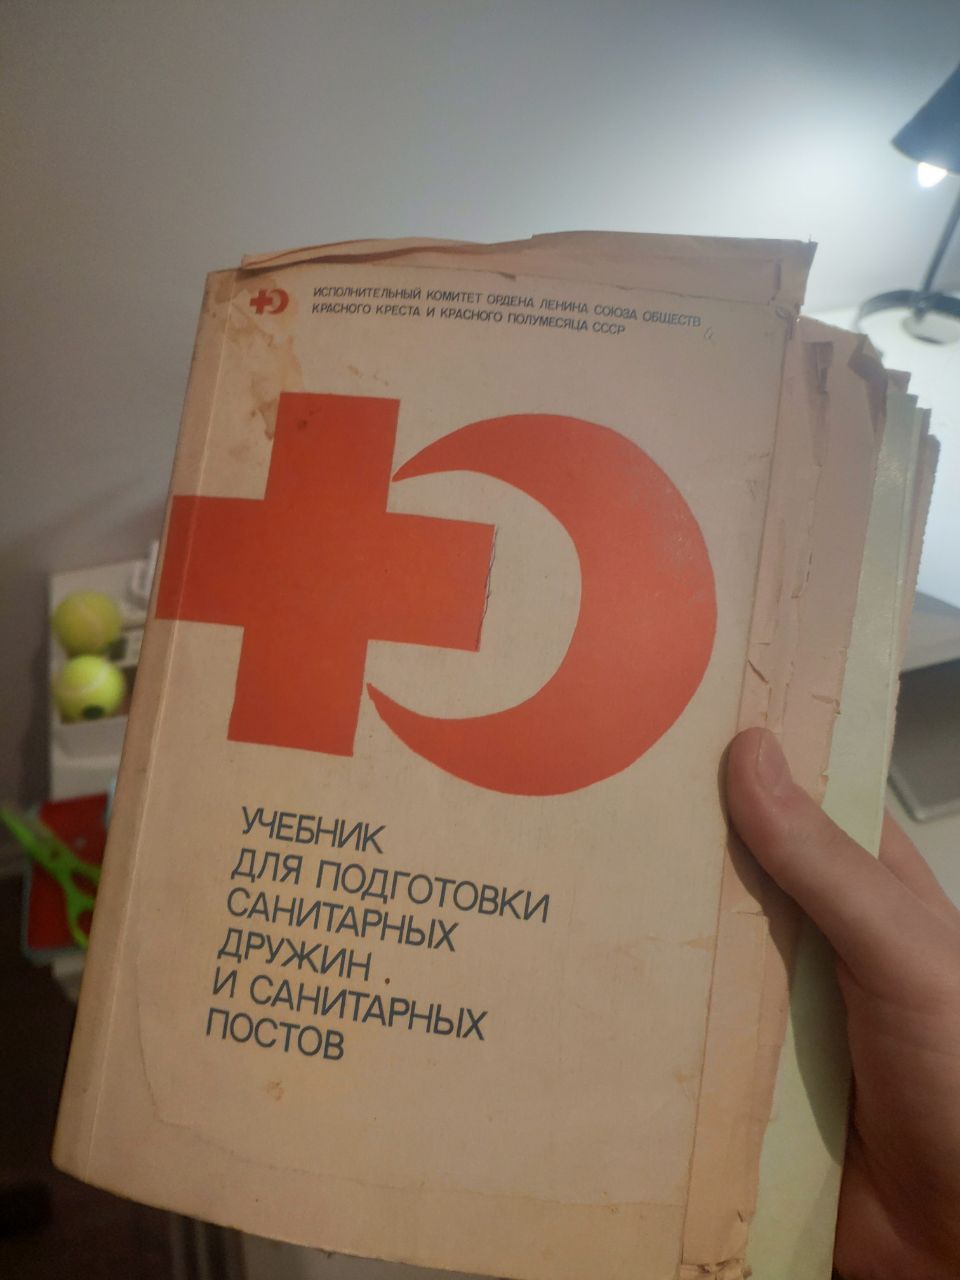 ИСПОЛНИТЕЛЬНЫЙ КОМИТЕТ ОРДЕНА ЛЕНИНА СОЮЗА ОБЩЕСТВ
КРАСНОГО КРЕСТА И КРАСНОГО ПОЛУМЕСЯЦА СССР
УЧЕБНИК
ДЛЯ ПОДГОТОВКИ
САНИТАРНЫХ
ДРУЖИН
И САНИТАРНЫХ
ПОСТОВ